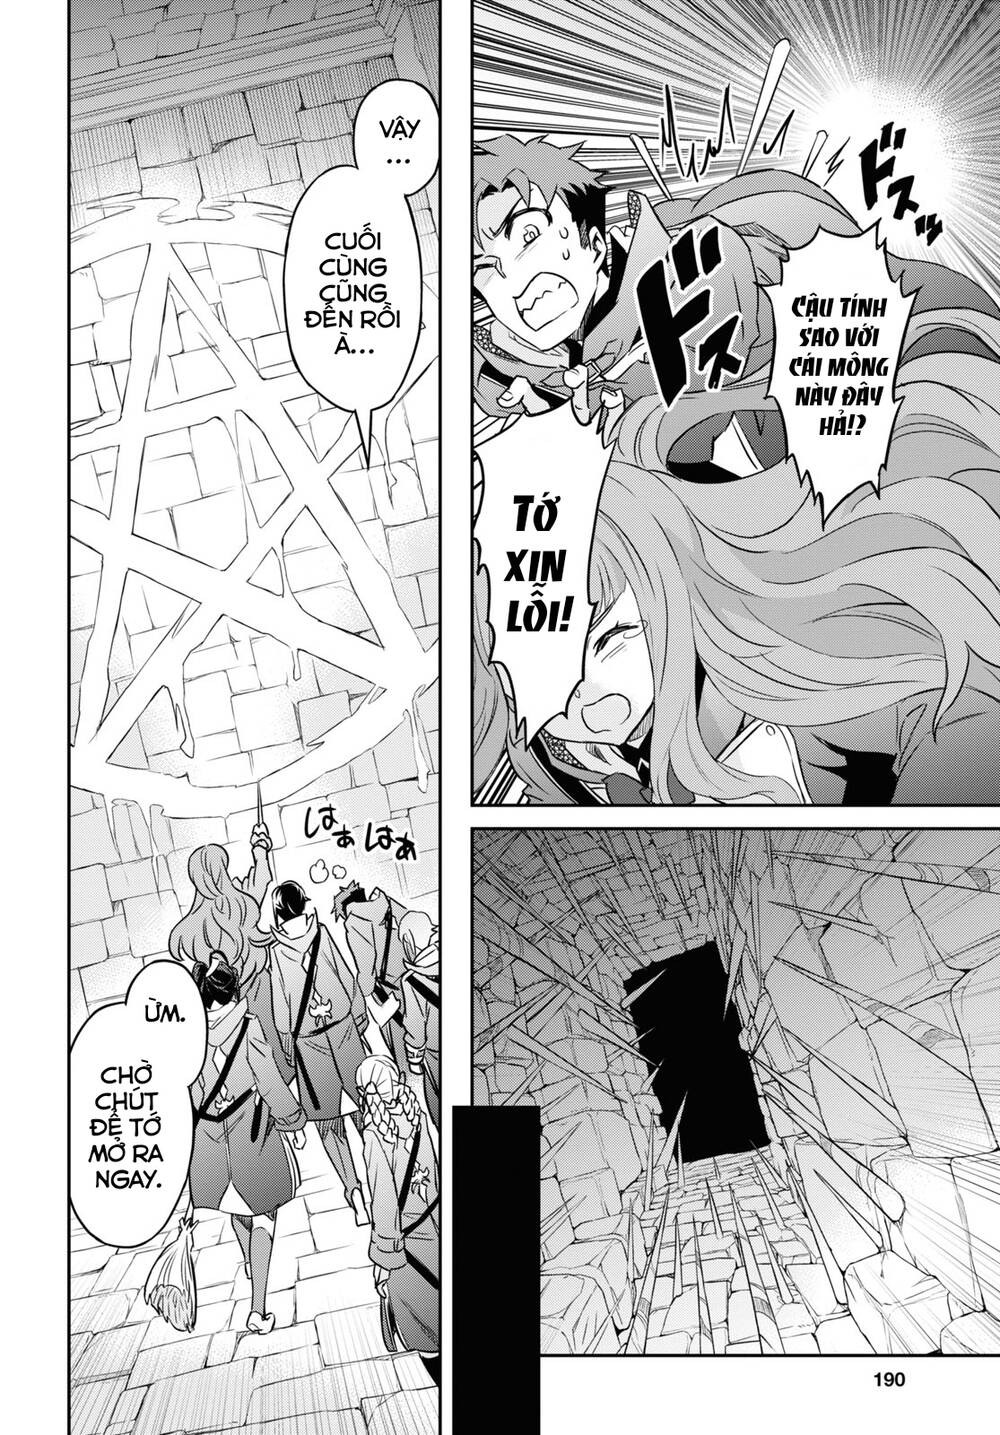 CẬU TÍNH
SAO VỚI
CÁI MÔNG
NÀY ĐÂY
HẢ!?
ドスッ
ドスッ
TỚ
XIN
LỖI!
190
VẬY
...
CUỐI
CÙNG
CŨNG
ĐẾN RỒI
À...
はぁ はぁ
ỪM.
CHỜ
CHÚT
ĐỂ TỚ
MỞ RA
NGAY.